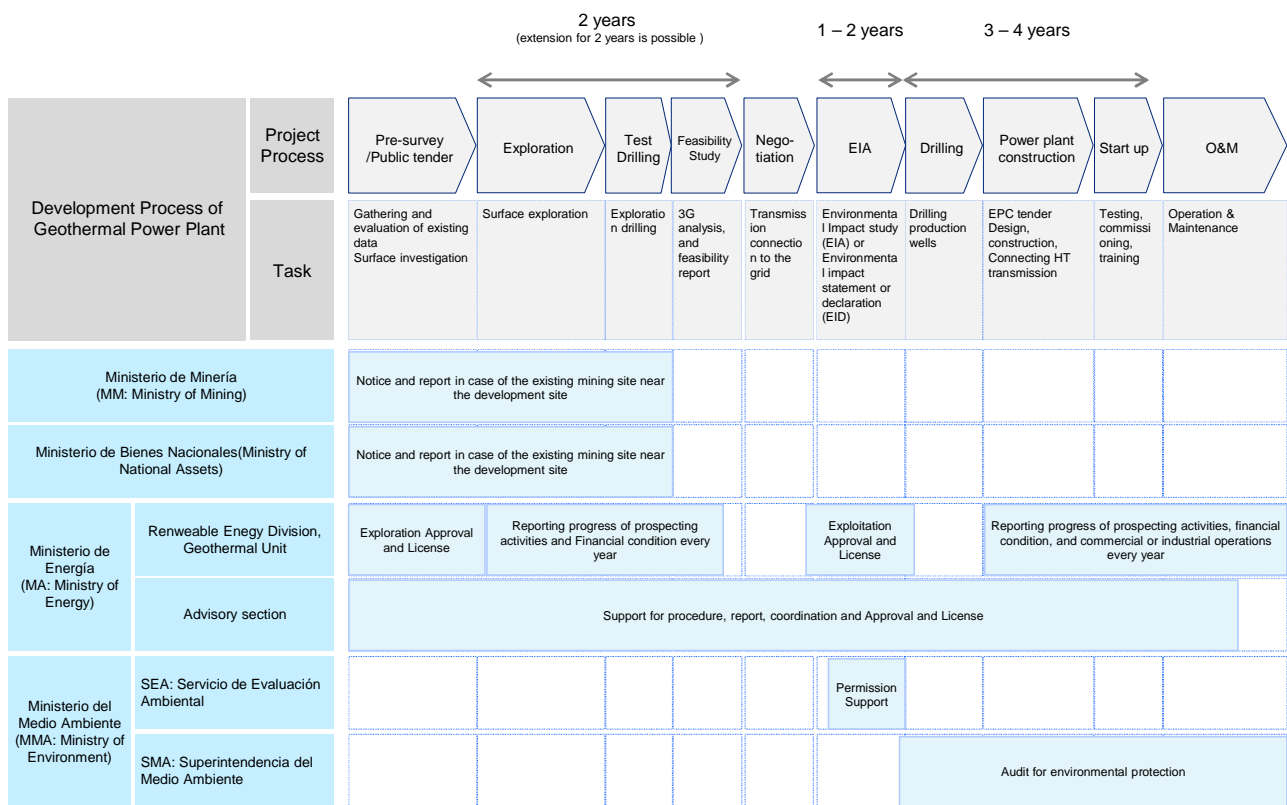 2 years
(extension for 2 years is possible )
1 – 2 years
3 – 4 years
Development Process of
Geothermal Power Plant
Project
Process
Pre-survey
/Public tender
Exploration
Test
Drilling
Feasibility
Study
Nego-
tiation
EIA
Drilling
Power plant
construction
Start up
O&M
Task
Gathering and
evaluation of existing
data
Surface investigation
Surface exploration
Exploratio
n drilling
3G
analysis,
and
feasibility
report
Transmiss
ion
connectio
n to the
grid
Environmenta
l Impact study
(EIA) or
Environmenta
l impact
statement or
declaration
(EID)
Drilling
production
wells
EPC tender
Design,
construction,
Connecting HT
transmission
Testing,
commissi
oning,
training
Operation &
Maintenance
Ministerio de Minería
(MM: Ministry of Mining)
Notice and report in case of the existing mining site near
the development site
Ministerio de Bienes Nacionales(Ministry of
National Assets)
Notice and report in case of the existing mining site near
the development site
Ministerio de
Energía
(MA: Ministry of
Energy)
Renweable Enegy Division,
Geothermal Unit
Exploration Approval
and License
Reporting progress of prospecting
activities and Financial condition every
year
Exploitation
Approval and
License
Reporting progress of prospecting activities, financial
condition, and commercial or industrial operations
every year
Advisory section
Support for procedure, report, coordination and Approval and License
Ministerio del
Medio Ambiente
(MMA: Ministry of
Environment)
SEA: Servicio de Evaluación
Ambiental
Permission
Support
SMA: Superintendencia del
Medio Ambiente
Audit for environmental protection